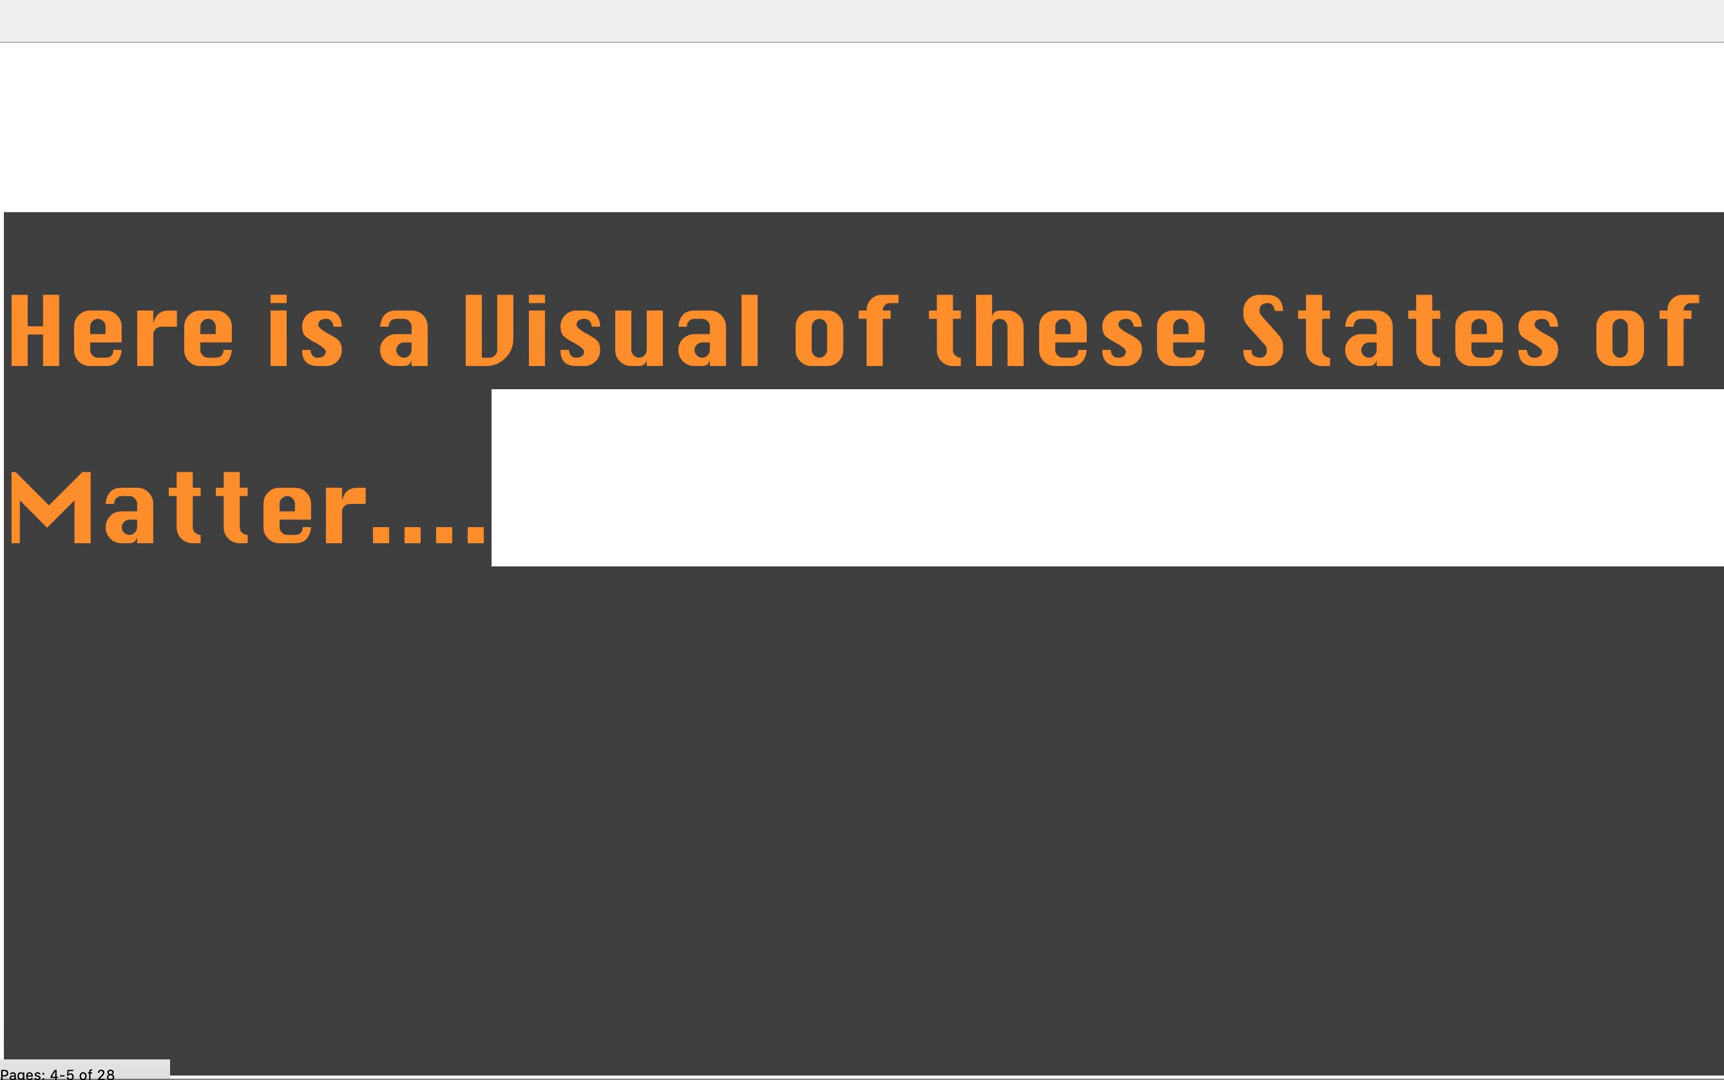 Here is a Visual of these States of
Matter....
Pages: 4-5 of 28